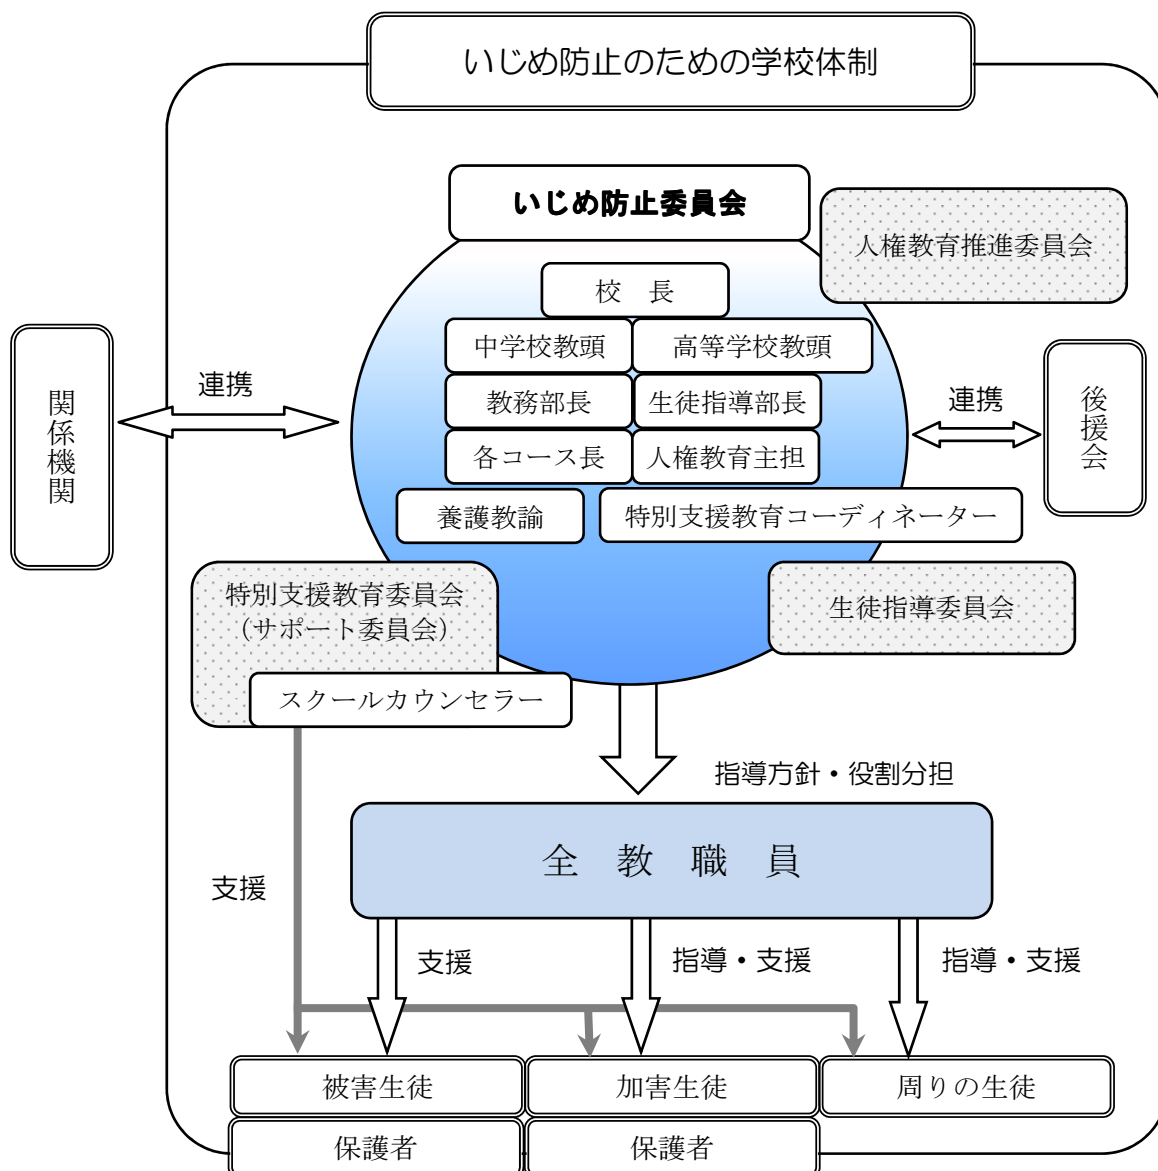 いじめ防止のための学校体制
いじめ防止委員会
人権教育推進委員会
校　長
中学校教頭
高等学校教頭
教務部長
生徒指導部長
各コース長
人権教育主担
養護教諭
特別支援教育コーディネーター
関係機関
連携
連携
後援会
特別支援教育委員会
（サポート委員会）
スクールカウンセラー
生徒指導委員会
指導方針・役割分担
全　教　職　員
支援
支援
指導・支援
指導・支援
被害生徒
加害生徒
周りの生徒
保護者
保護者